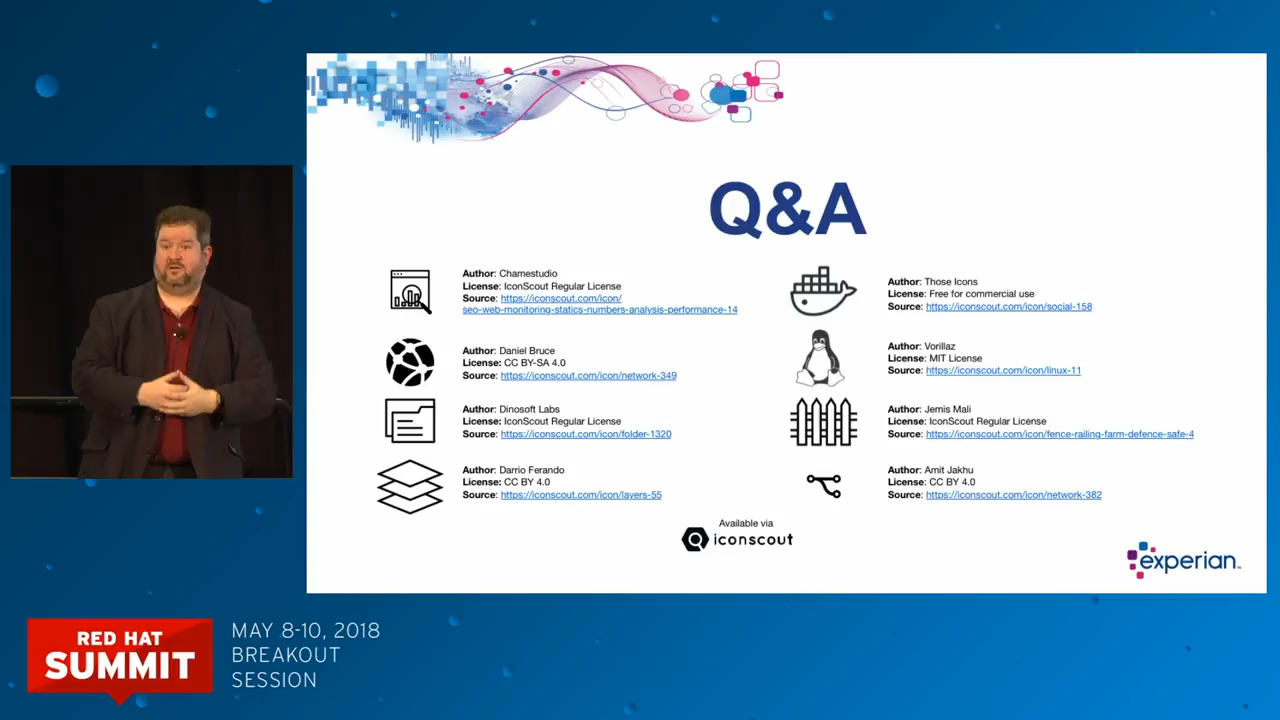 Q&A
Author: Chamestudio
License: IconScout Regular License
Source: https://iconscout.com/icon/
seo-web-monitoring-statics-numbers-analysis-performance-14
Author: Daniel Bruce
License: CC BY-SA 4.0
Source: https://iconscout.com/icon/network-349
Author: Dinosoft Labs
License: IconScout Regular License
Source: https://iconscout.com/icon/folder-1320
Author: Darrio Ferando
License: CC BY 4.0
Source: https://iconscout.com/icon/layers-55
Author: Those Icons
License: Free for commercial use
Source: https://iconscout.com/icon/social-158
Author: Vorillaz
License: MIT License
Source: https://iconscout.com/icon/linux-11
Author: Jemis Mali
License: IconScout Regular License
Source: https://iconscout.com/icon/fence-railing-farm-defence-safe-4
Author: Amit Jakhu
License: CC BY 4.0
Source: https://iconscout.com/icon/network-382
Available via
iconscout
experian™
RED HAT
SUMMIT
MAY 8-10, 2018
BREAKOUT
SESSION